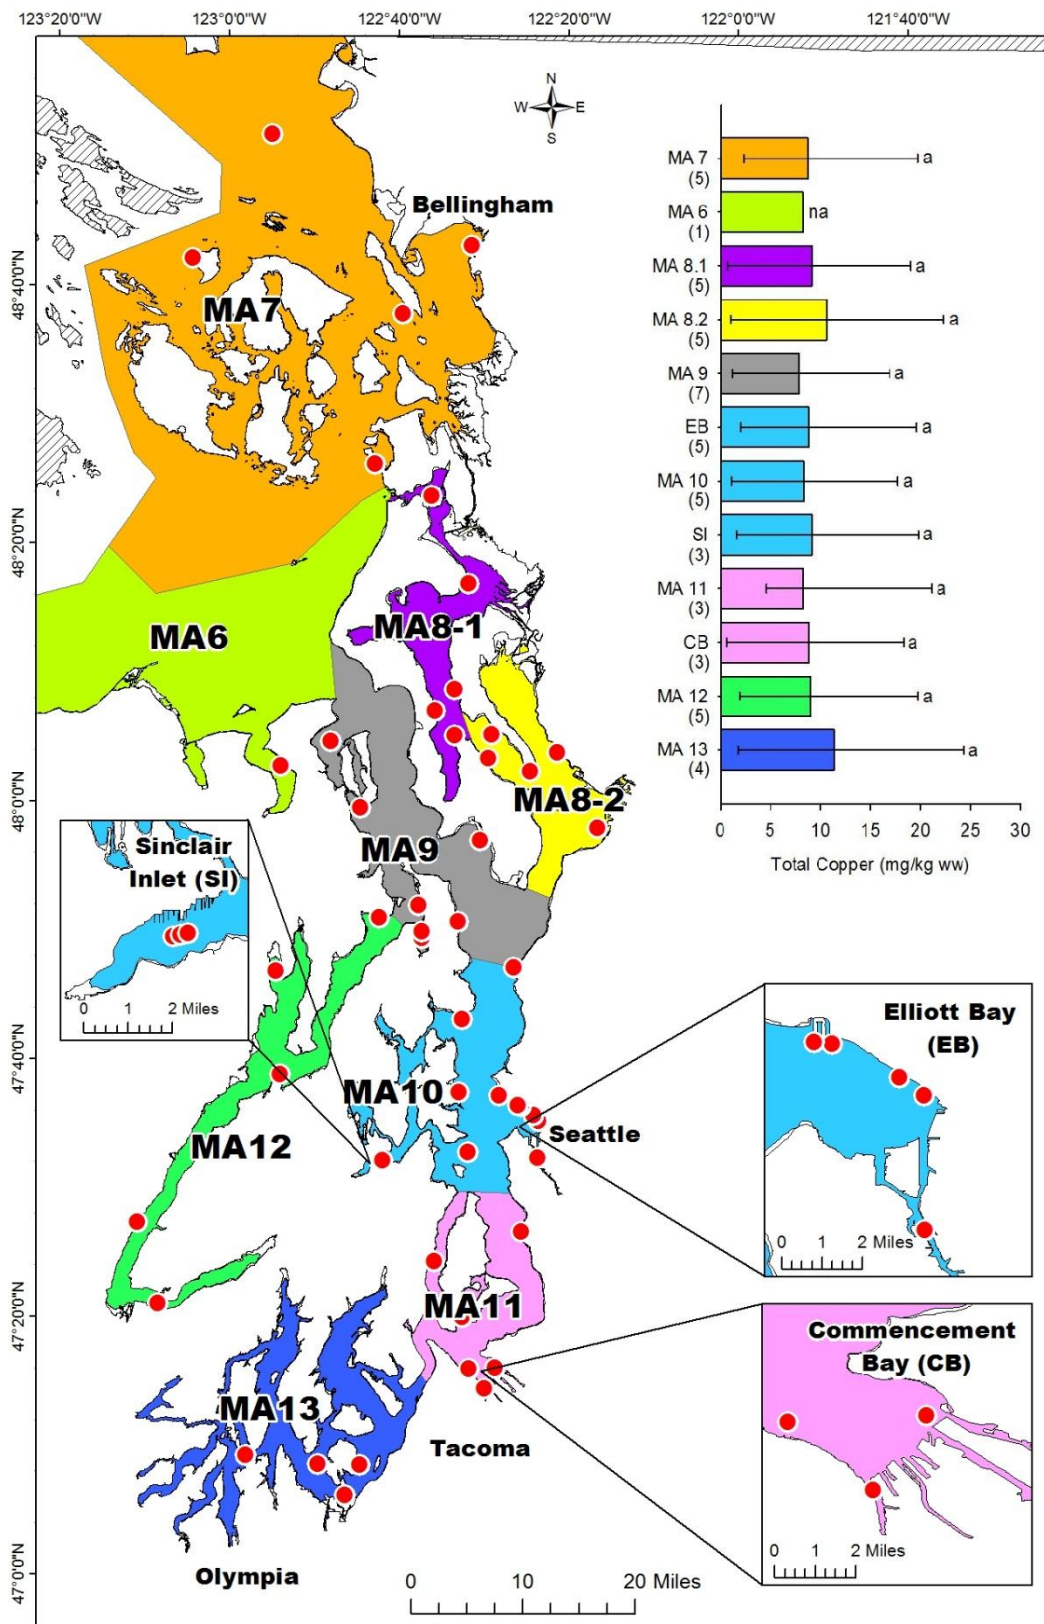 123°20'0"W
123°0'0"W
122°40'0"W
122°20'0"W
122°0'0"W
121°40'0"W
N
W
E
S
48°40'0"N
48°20'0"N
48°0'0"N
47°40'0"N
47°20'0"N
47°0'0"N
Bellingham
MA7
MA6
MA8-1
MA8-2
MA9
MA10
MA12
MA11
MA13
Seattle
Tacoma
Olympia
0 10 20 Miles
MA 7
(5)
a
MA 6
(1)
na
MA 8.1
(5)
a
MA 8.2
(5)
a
MA 9
(7)
a
EB
(5)
a
MA 10
(5)
a
SI
(3)
a
MA 11
(3)
a
CB
(3)
a
MA 12
(5)
a
MA 13
(4)
a
0 5 10 15 20 25 30
Total Copper (mg/kg ww)
Sinclair
Inlet (SI)
0 1 2 Miles
Elliott Bay
(EB)
0 1 2 Miles
Commencement
Bay (CB)
0 1 2 Miles